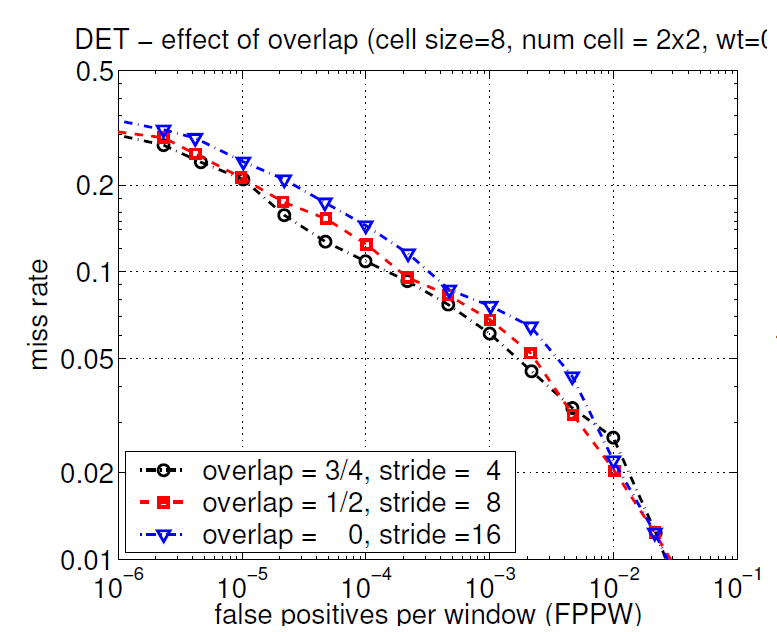 DET − effect of overlap (cell size=8, num cell = 2x2, wt=0
0.5
0.2
0.1
0.05
0.02
0.01
miss rate
overlap = 3/4, stride = 4
overlap = 1/2, stride = 8
overlap = 0, stride =16
10^−6 10^−5 10^−4 10^−3 10^−2 10^−1
false positives per window (FPPW)